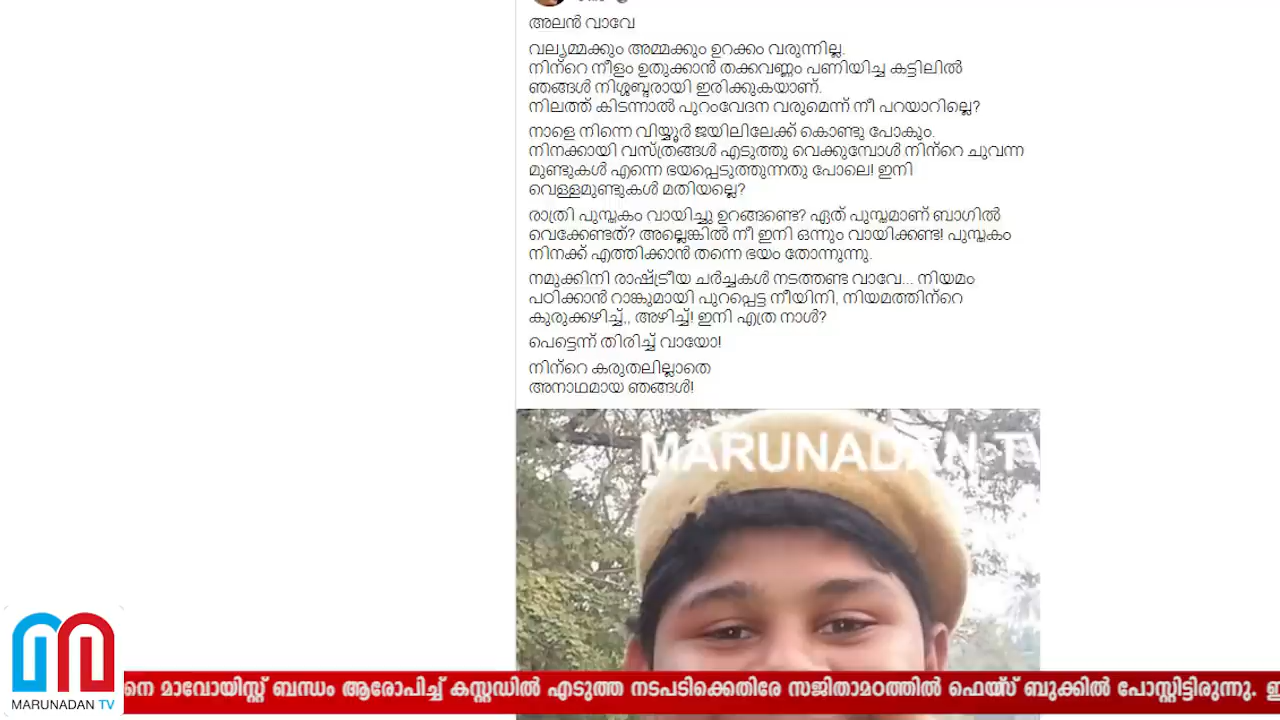 അലൻ വാവേ
വല്യമ്മക്കും അമ്മക്കും ഉറക്കം വരുന്നില്ല.
നിന്റെ നീളം ഉതുക്കാൻ തക്കവണ്ണം പണിയിച്ച കട്ടിലിൽ
ഞങ്ങൾ നിശ്ശബ്ദരായി ഇരിക്കുകയാണ്.
നിലത്ത് കിടന്നാൽ പുറംവേദന വരുമെന്ന് നീ പറയാറില്ലെ?
നാളെ നിന്നെ വിയ്യൂർ ജയിലിലേക്ക് കൊണ്ടു പോകും.
നിനക്കായി വസ്ത്രങ്ങൾ എടുത്തു വെക്കുമ്പോൾ നിന്റെ ചുവന്ന
മുണ്ടുകൾ എന്നെ ഭയപ്പെടുത്തുന്നതു പോലെ! ഇനി
വെള്ളമുണ്ടുകൾ മതിയല്ലെ?
രാത്രി പുസ്തകം വായിച്ചു ഉറങ്ങണ്ടെ? ഏത് പുസ്തമാണ് ബാഗിൽ
വെക്കേണ്ടത്? അല്ലെങ്കിൽ നീ ഇനി ഒന്നും വായിക്കണ്ട! പുസ്തകം
നിനക്ക് എത്തിക്കാൻ തന്നെ ഭയം തോന്നുന്നു.
നമുക്കിനി രാഷ്ട്രീയ ചർച്ചകൾ നടത്തണ്ട വാവേ... നിയമം
പഠിക്കാൻ റാങ്കുമായി പുറപ്പെട്ട നീയിനി, നിയമത്തിന്റെ
കുരുക്കഴിച്ച്,, അഴിച്ച്! ഇനി എത്ര നാൾ?
പെട്ടെന്ന് തിരിച്ച് വായോ!
നിന്റെ കരുതലില്ലാതെ
അനാഥമായ ഞങ്ങൾ!
MARUNADAN TV
MARUNADAN TV
നെ മാവോയിസ്റ്റ് ബന്ധം ആരോപിച്ച് കസ്റ്റഡിൽ എടുത്ത നടപടിക്കെതിരേ സജിതാമഠത്തിൽ ഫെയ്സ് ബുക്കിൽ പോസ്റ്റിട്ടിരുന്നു. ഇ